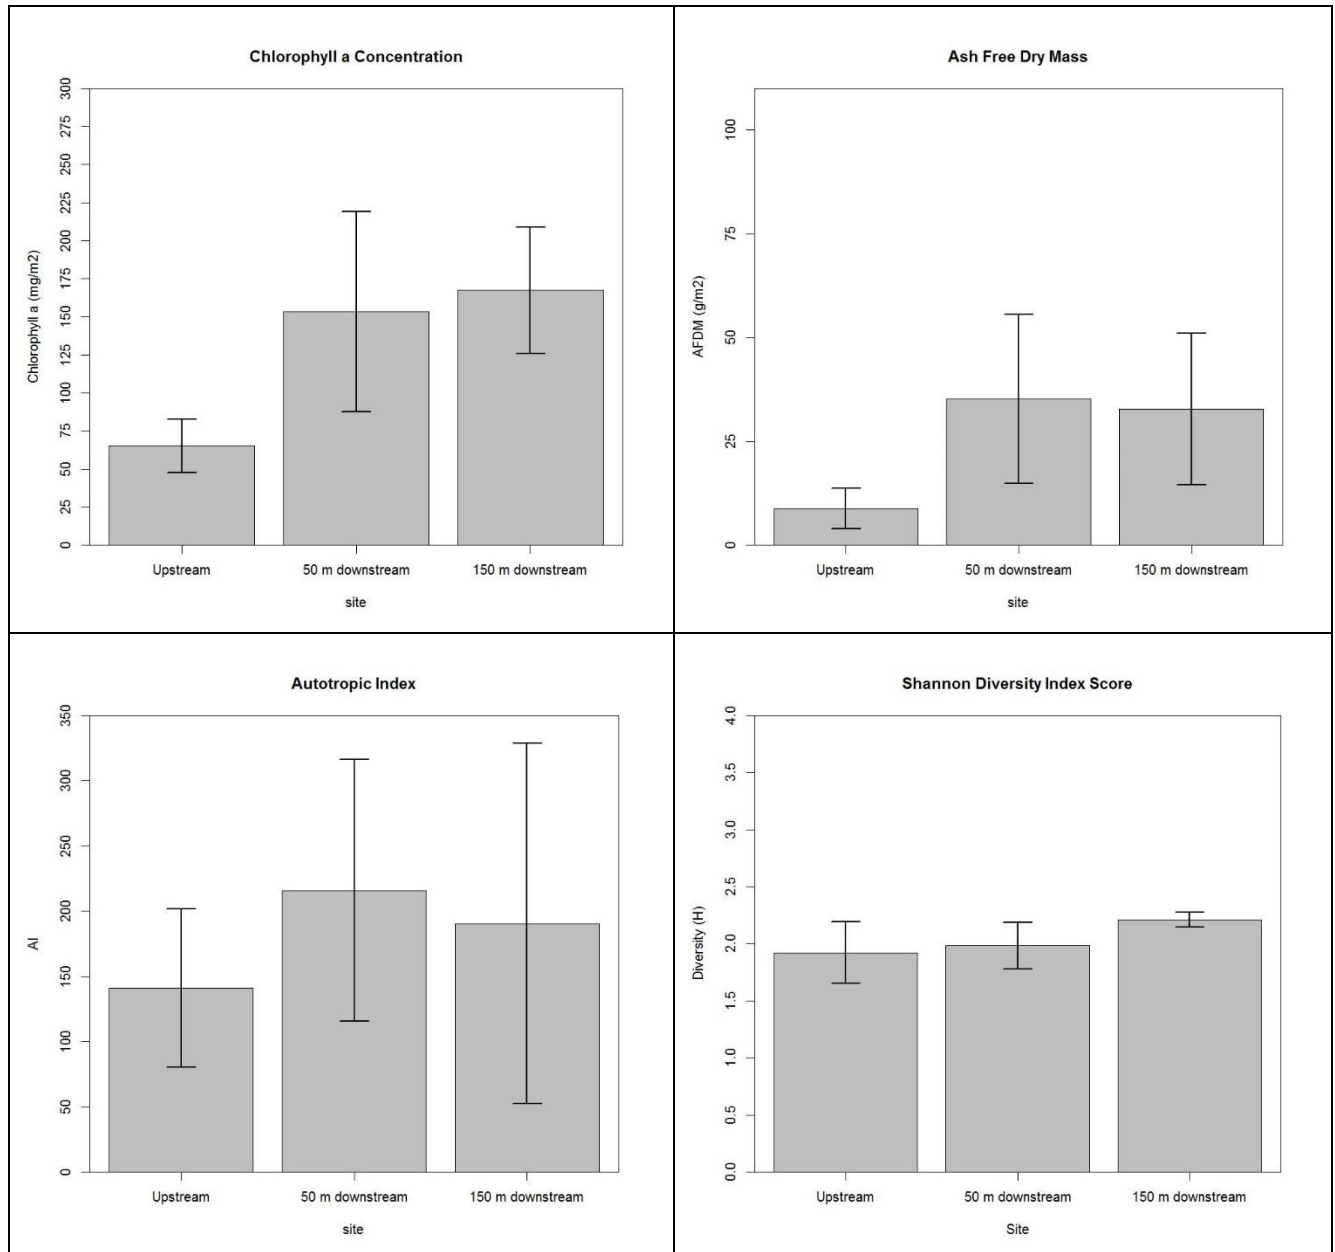 Chlorophyll a Concentration
300
275
250
225
200
175
150
125
100
75
50
25
0
Chlorophyll a (mg/m2)
Upstream 50 m downstream 150 m downstream
site
Ash Free Dry Mass
100
75
50
25
0
AFDM (g/m2)
Upstream 50 m downstream 150 m downstream
site
Autotropic Index
350
300
250
200
150
100
50
0
AI
Upstream 50 m downstream 150 m downstream
site
Shannon Diversity Index Score
4.0
3.5
3.0
2.5
2.0
1.5
1.0
0.5
0.0
Diversity (H)
Upstream 50 m downstream 150 m downstream
Site